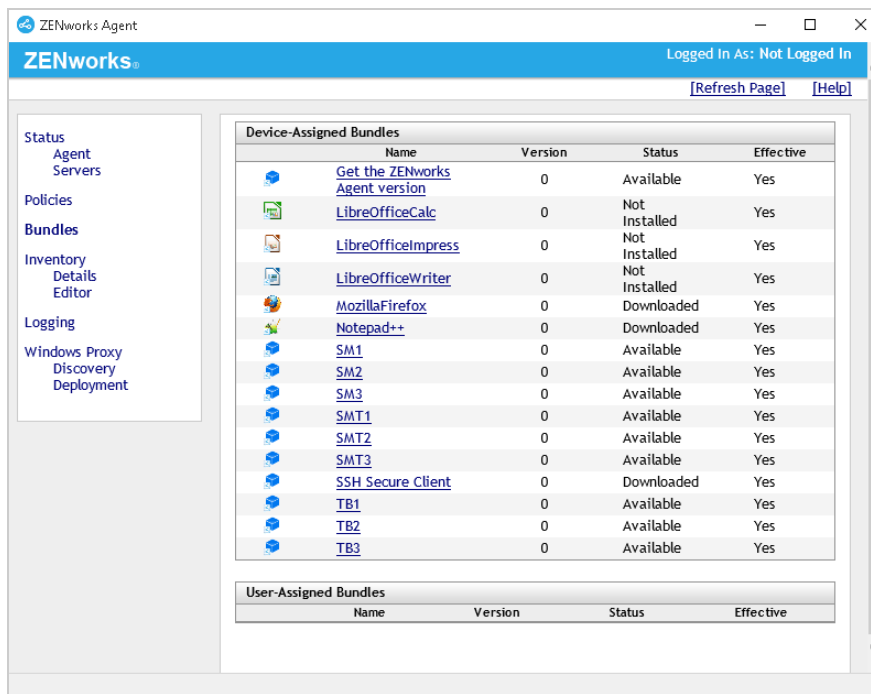 ZENworks Agent
ZENworks®
Logged In As: Not Logged In
[Refresh Page] [Help]
Status
Agent
Servers
Policies
Bundles
Inventory
Details
Editor
Logging
Windows Proxy
Discovery
Deployment
Device-Assigned Bundles
Name Version Status Effective
Get the ZENworks
Agent version 0 Available Yes
LibreOfficeCalc 0 Not
Installed Yes
LibreOfficeImpress 0 Not
Installed Yes
LibreOfficeWriter 0 Not
Installed Yes
MozillaFirefox 0 Downloaded Yes
Notepad++ 0 Downloaded Yes
SM1 0 Available Yes
SM2 0 Available Yes
SM3 0 Available Yes
SMT1 0 Available Yes
SMT2 0 Available Yes
SMT3 0 Available Yes
SSH Secure Client 0 Downloaded Yes
TB1 0 Available Yes
TB2 0 Available Yes
TB3 0 Available Yes
User-Assigned Bundles
Name Version Status Effective